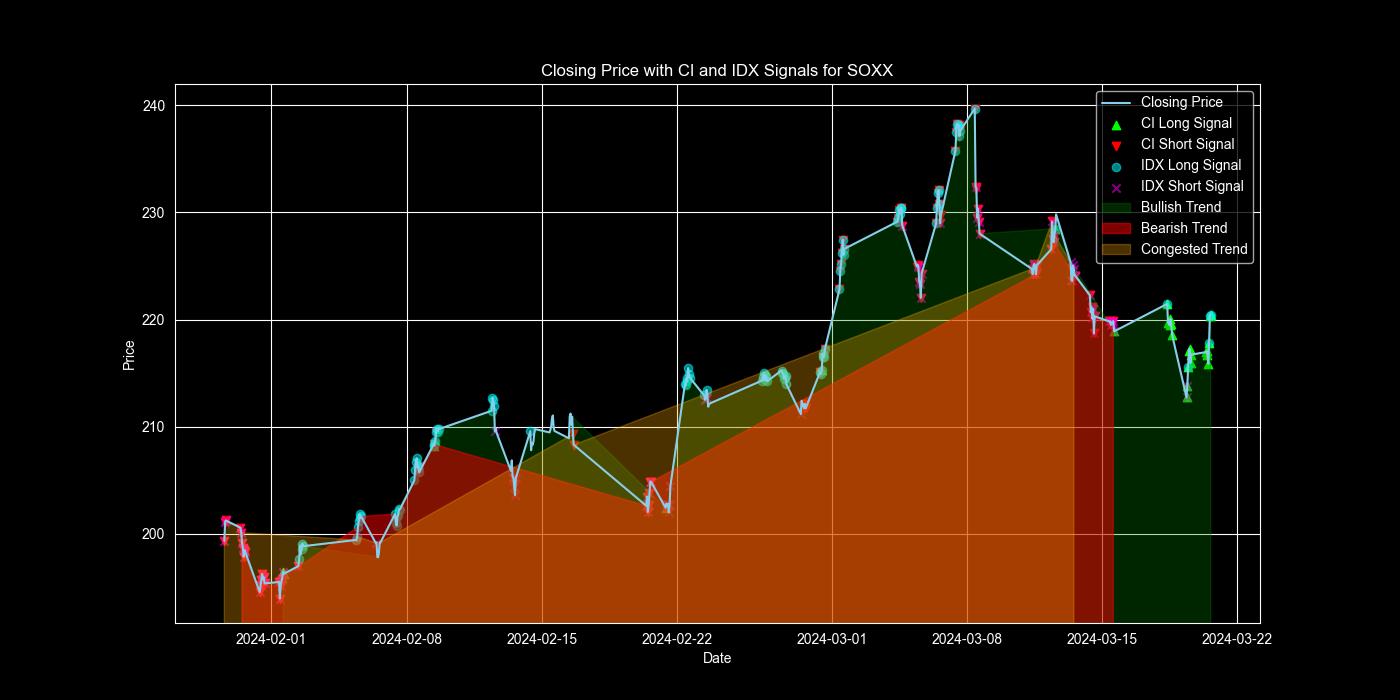 Closing Price with CI and IDX Signals for SOXX
240
230
220
210
200
Price
Closing Price
CI Long Signal
CI Short Signal
IDX Long Signal
IDX Short Signal
Bullish Trend
Bearish Trend
Congested Trend
2024-02-01
2024-02-08
2024-02-15
2024-02-22
2024-03-01
2024-03-08
2024-03-15
2024-03-22
Date